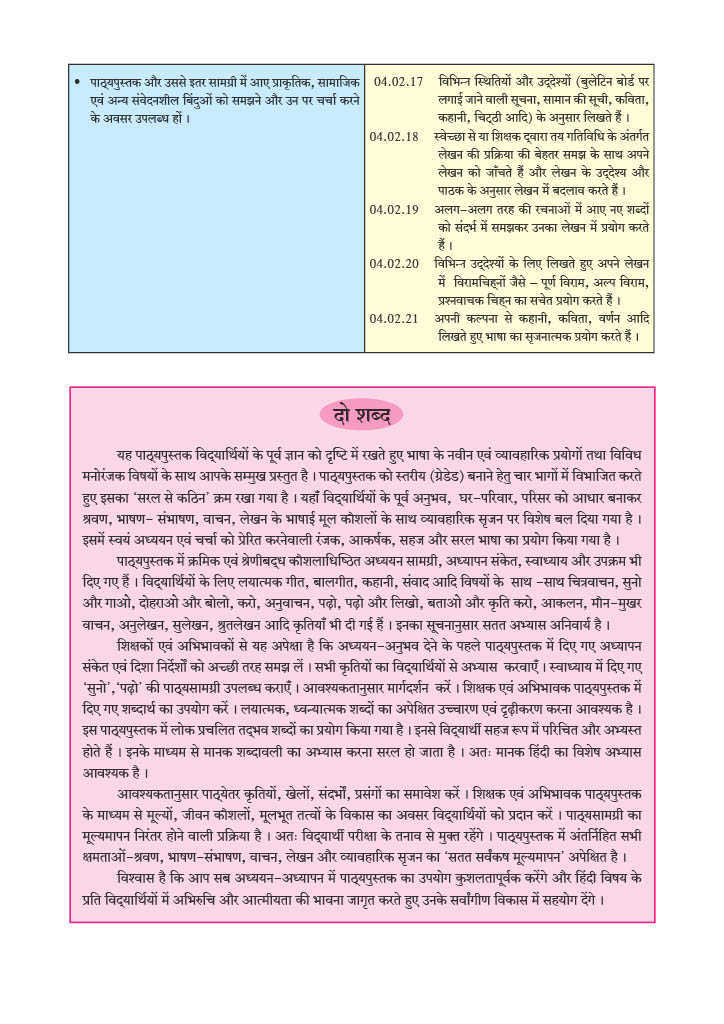 • पाठ्यपुस्तक और उससे इतर सामग्री में आए प्राकृतिक, सामाजिक
एवं अन्य संवेदनशील बिंदुओं को समझने और उन पर चर्चा करने
के अवसर उपलब्ध हों ।
04.02.17 विभिन्न स्थितियों और उद्देश्यों (बुलेटिन बोर्ड पर
लगाई जाने वाली सूचना, सामान की सूची, कविता,
कहानी, चिट्ठी आदि) के अनुसार लिखते हैं ।
04.02.18 स्वेच्छा से या शिक्षक द्वारा तय गतिविधि के अंतर्गत
लेखन की प्रक्रिया की बेहतर समझ के साथ अपने
लेखन को जाँचते हैं और लेखन के उद्देश्य और
पाठक के अनुसार लेखन में बदलाव करते हैं ।
04.02.19 अलग-अलग तरह की रचनाओं में आए नए शब्दों
को संदर्भ में समझकर उनका लेखन में प्रयोग करते
हैं ।
04.02.20 विभिन्न उद्देश्यों के लिए लिखते हुए अपने लेखन
में विरामचिह्नों जैसे – पूर्ण विराम, अल्प विराम,
प्रश्नवाचक चिह्न का सचेत प्रयोग करते हैं ।
04.02.21 अपनी कल्पना से कहानी, कविता, वर्णन आदि
लिखते हुए भाषा का सृजनात्मक प्रयोग करते हैं ।
दो शब्द
यह पाठ्यपुस्तक विद्यार्थियों के पूर्व ज्ञान को दृष्टि में रखते हुए भाषा के नवीन एवं व्यावहारिक प्रयोगों तथा विविध
मनोरंजक विषयों के साथ आपके सम्मुख प्रस्तुत है । पाठ्यपुस्तक को स्तरीय (ग्रेडेड) बनाने हेतु चार भागों में विभाजित करते
हुए इसका ‘सरल से कठिन’ क्रम रखा गया है । यहाँ विद्यार्थियों के पूर्व अनुभव, घर-परिवार, परिसर को आधार बनाकर
श्रवण, भाषण- संभाषण, वाचन, लेखन के भाषाई मूल कौशलों के साथ व्यावहारिक सृजन पर विशेष बल दिया गया है ।
इसमें स्वयं अध्ययन एवं चर्चा को प्रेरित करनेवाली रंजक, आकर्षक, सहज और सरल भाषा का प्रयोग किया गया है ।
पाठ्यपुस्तक में क्रमिक एवं श्रेणीबद्ध कौशलाधिष्ठित अध्ययन सामग्री, अध्यापन संकेत, स्वाध्याय और उपक्रम भी
दिए गए हैं । विद्यार्थियों के लिए लयात्मक गीत, बालगीत, कहानी, संवाद आदि विषयों के साथ -साथ चित्रवाचन, सुनो
और गाओ, दोहराओ और बोलो, करो, अनुवाचन, पढ़ो, पढ़ो और लिखो, बताओ और कृति करो, आकलन, मौन-मुखर
वाचन, अनुलेखन, सुलेखन, श्रुतलेखन आदि कृतियाँ भी दी गई हैं । इनका सूचनानुसार सतत अभ्यास अनिवार्य है ।
शिक्षकों एवं अभिभावकों से यह अपेक्षा है कि अध्ययन-अनुभव देने के पहले पाठ्यपुस्तक में दिए गए अध्यापन
संकेत एवं दिशा निर्देशों को अच्छी तरह समझ लें । सभी कृतियों का विद्यार्थियों से अभ्यास करवाएँ । स्वाध्याय में दिए गए
‘सुनो’,‘पढ़ो’ की पाठ्यसामग्री उपलब्ध कराएँ । आवश्यकतानुसार मार्गदर्शन करें । शिक्षक एवं अभिभावक पाठ्यपुस्तक में
दिए गए शब्दार्थ का उपयोग करें । लयात्मक, ध्वन्यात्मक शब्दों का अपेक्षित उच्चारण एवं दृढ़ीकरण करना आवश्यक है ।
इस पाठ्यपुस्तक में लोक प्रचलित तद्भव शब्दों का प्रयोग किया गया है । इनसे विद्यार्थी सहज रूप में परिचित और अभ्यस्त
होते हैं । इनके माध्यम से मानक शब्दावली का अभ्यास करना सरल हो जाता है । अतः मानक हिंदी का विशेष अभ्यास
आवश्यक है ।
आवश्यकतानुसार पाठ्येतर कृतियों, खेलों, संदर्भों, प्रसंगों का समावेश करें । शिक्षक एवं अभिभावक पाठ्यपुस्तक
के माध्यम से मूल्यों, जीवन कौशलों, मूलभूत तत्वों के विकास का अवसर विद्यार्थियों को प्रदान करें । पाठ्यसामग्री का
मूल्यमापन निरंतर होने वाली प्रक्रिया है । अतः विद्यार्थी परीक्षा के तनाव से मुक्त रहेंगे । पाठ्यपुस्तक में अंतर्निहित सभी
क्षमताओं-श्रवण, भाषण-संभाषण, वाचन, लेखन और व्यावहारिक सृजन का ‘सतत सर्वंकष मूल्यमापन’ अपेक्षित है ।
विश्वास है कि आप सब अध्ययन-अध्यापन में पाठ्यपुस्तक का उपयोग कुशलतापूर्वक करेंगे और हिंदी विषय के
प्रति विद्यार्थियों में अभिरुचि और आत्मीयता की भावना जागृत करते हुए उनके सर्वांगीण विकास में सहयोग देंगे ।